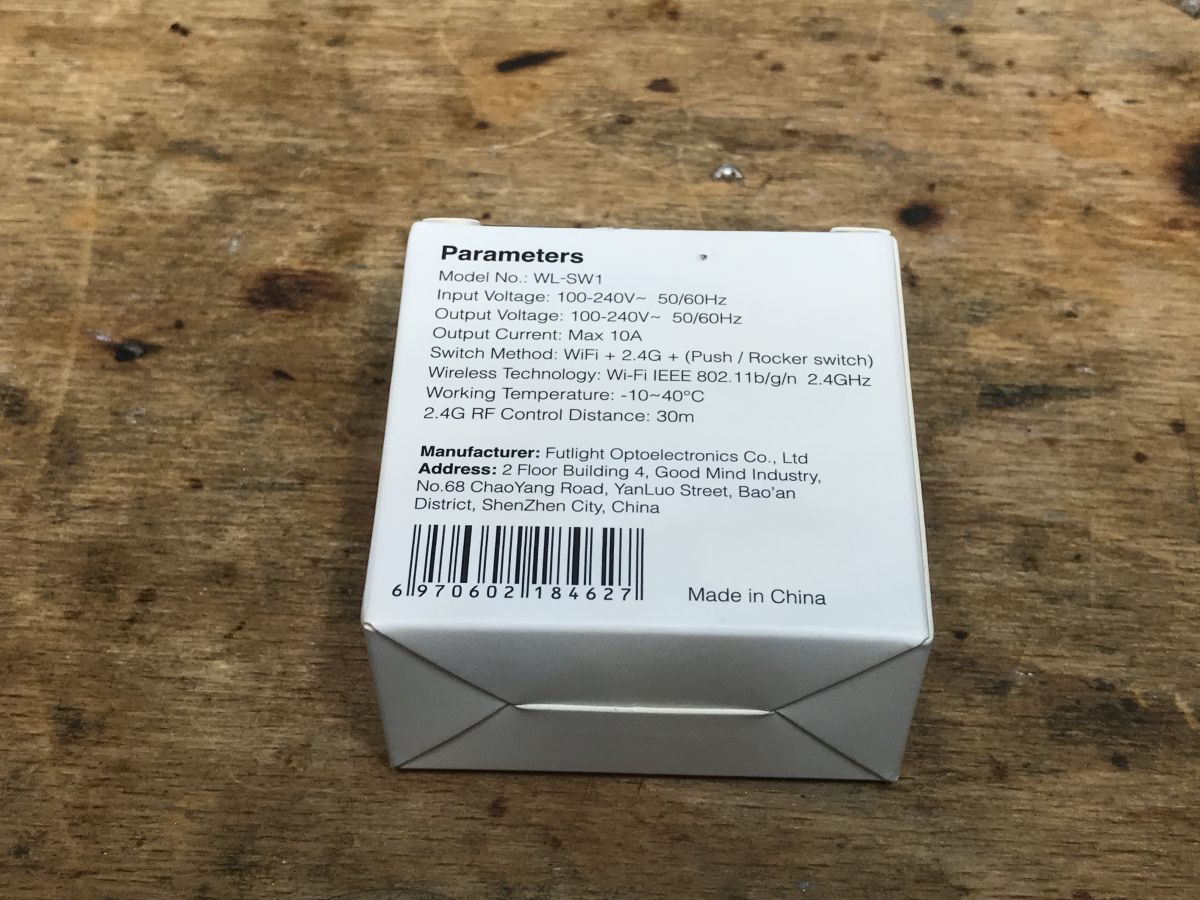 Parameters
Model No.: WL-SW1
Input Voltage: 100-240V~ 50/60Hz
Output Voltage: 100-240V~ 50/60Hz
Output Current: Max 10A
Switch Method: WiFi + 2.4G + (Push / Rocker switch)
Wireless Technology: Wi-Fi IEEE 802.11b/g/n 2.4GHz
Working Temperature: -10~40°C
2.4G RF Control Distance: 30m
Manufacturer: Futlight Optoelectronics Co., Ltd
Address: 2 Floor Building 4, Good Mind Industry,
No.68 ChaoYang Road, YanLuo Street, Bao'an
District, ShenZhen City, China
6 970602 184627
Made in China